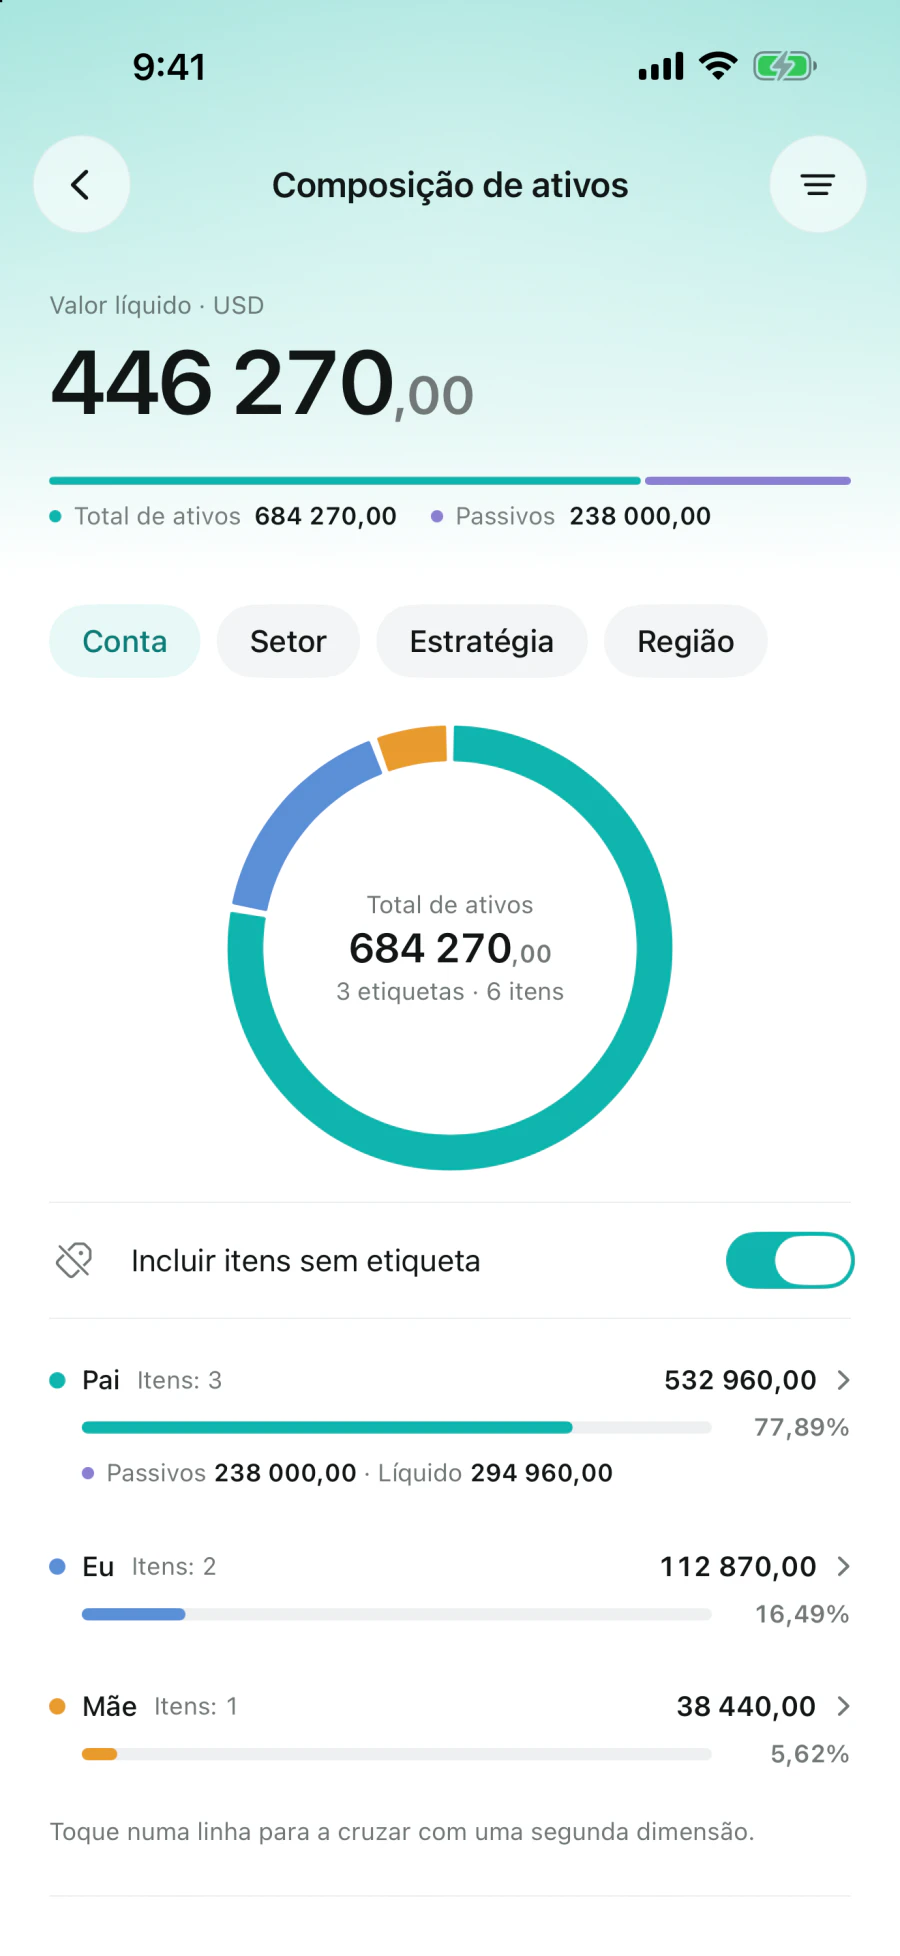 9:41
Composição de ativos
Valor líquido · USD
446 270,00
Total de ativos 684 270,00 Passivos 238 000,00
Conta Setor Estratégia Região
Total de ativos
684 270,00
3 etiquetas · 6 itens
Incluir itens sem etiqueta
Pai Itens: 3 532 960,00
77,89%
Passivos 238 000,00 · Líquido 294 960,00
Eu Itens: 2 112 870,00
16,49%
Mãe Itens: 1 38 440,00
5,62%
Toque numa linha para a cruzar com uma segunda dimensão.